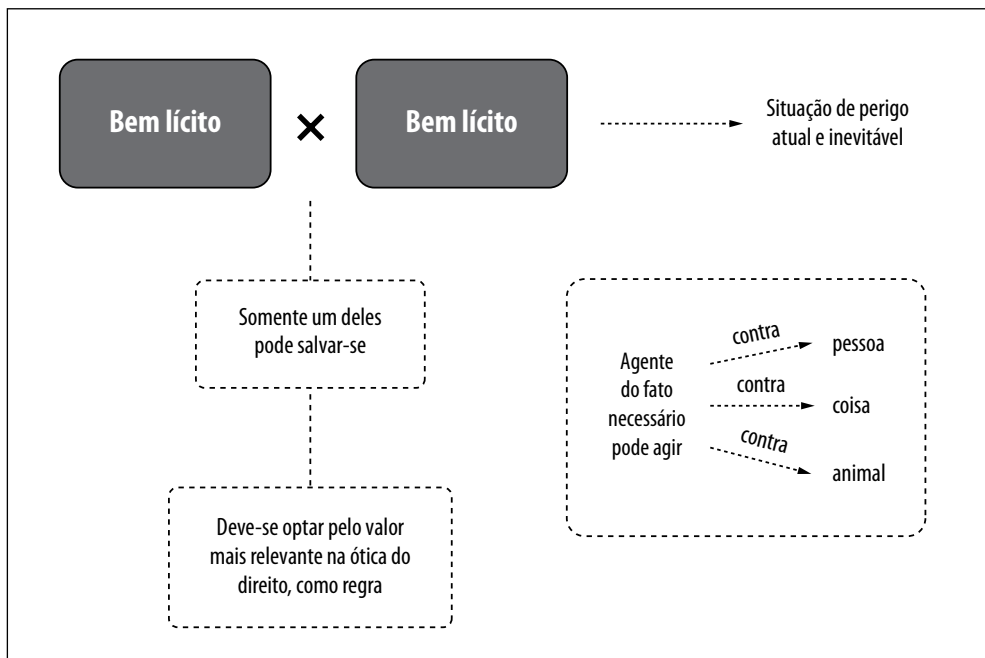 Bem lícito
×
Bem lícito
Situação de perigo
atual e inevitável
Somente um deles
pode salvar-se
Deve-se optar pelo valor
mais relevante na ótica do
direito, como regra
Agente
do fato
necessário
pode agir
contra
pessoa
contra
coisa
contra
animal